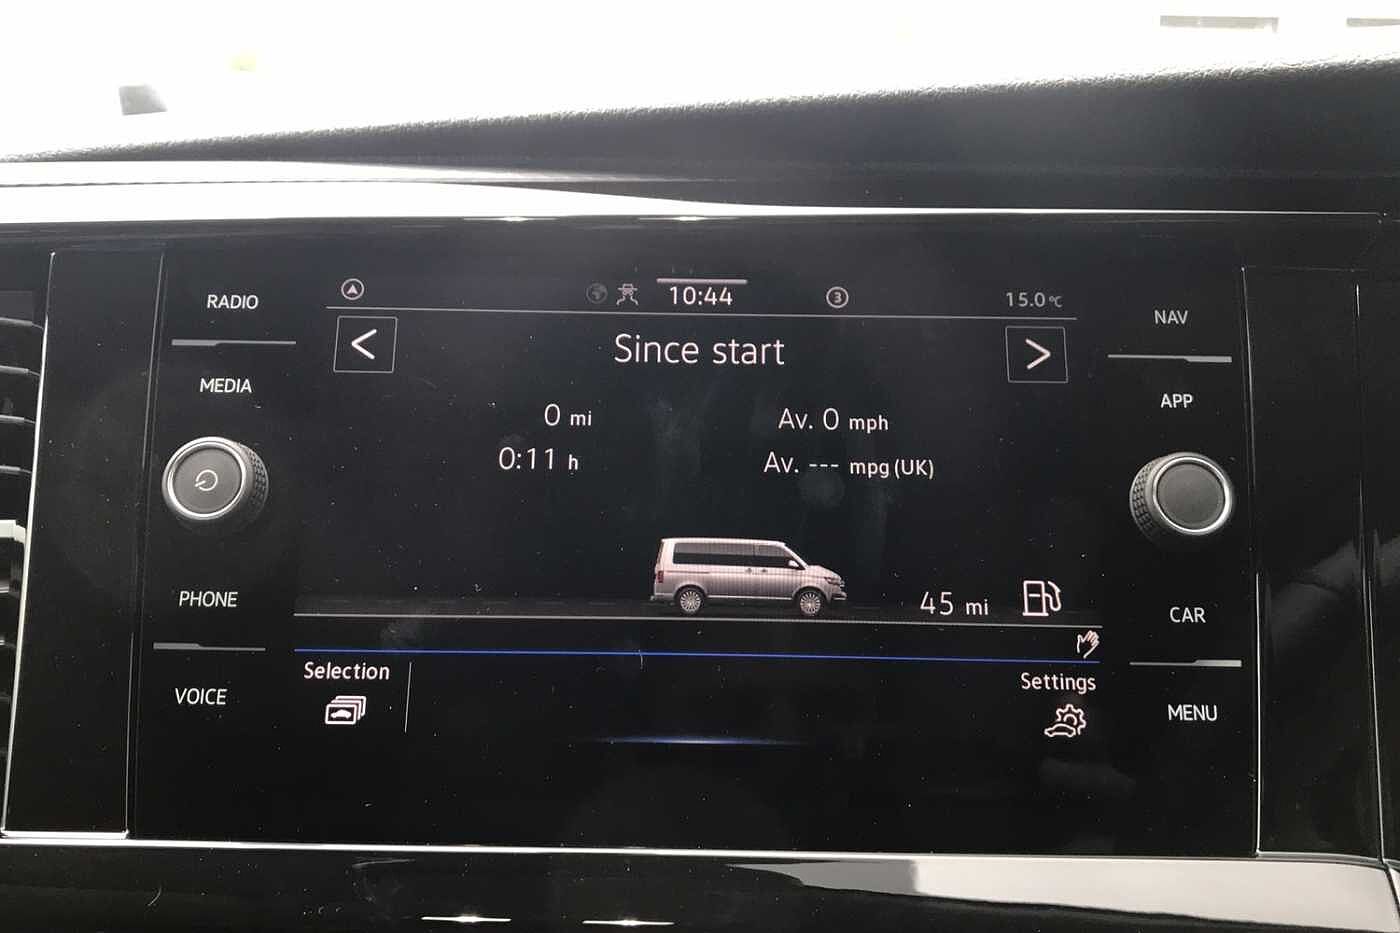 RADIO
MEDIA
PHONE
VOICE
10:44
3
15.0°C
Since start
0 mi
Av. 0 mph
0:11 h
Av. --- mpg (UK)
45 mi
Selection
Settings
NAV
APP
CAR
MENU